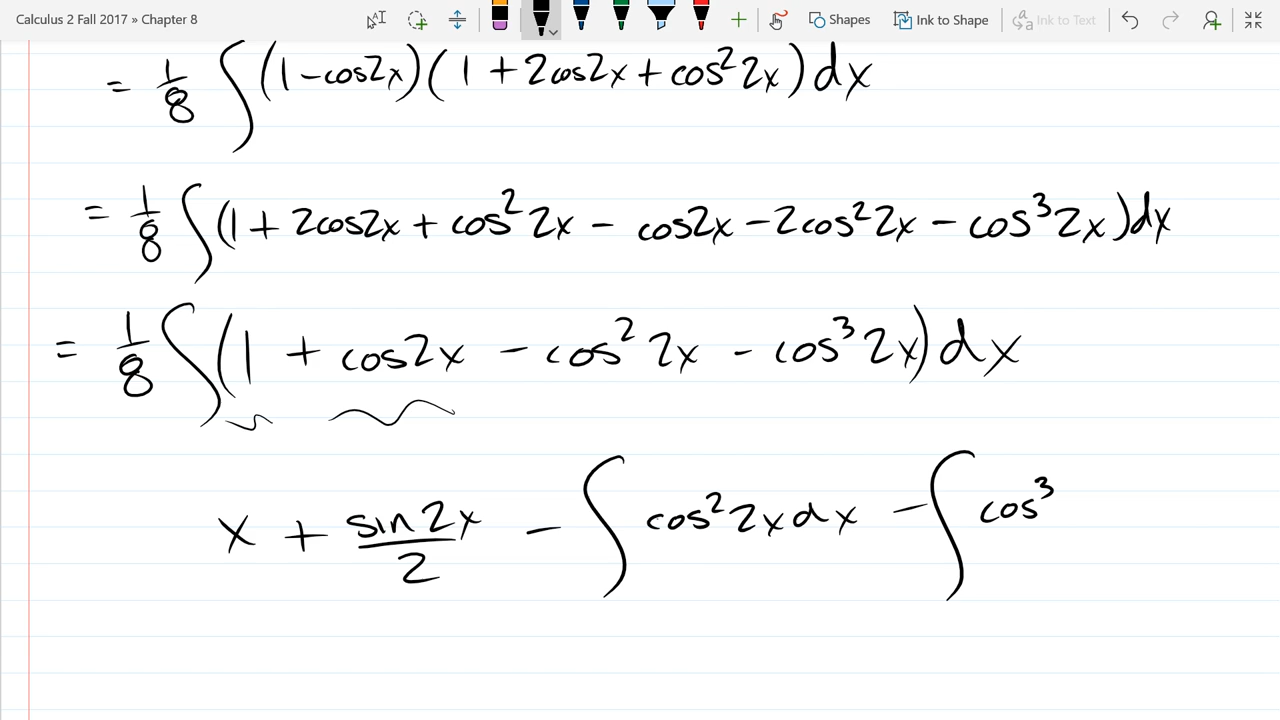 Calculus 2 Fall 2017 » Chapter 8
Shapes Ink to Shape Ink to Text
= 1/8 ∫(1-cos2x)(1+2cos2x+cos²2x)dx
= 1/8 ∫(1+2cos2x+cos²2x-cos2x-2cos²2x-cos³2x)dx
= 1/8 ∫(1+cos2x-cos²2x-cos³2x)dx
x + sin2x/2 - ∫cos²2xdx - ∫cos³